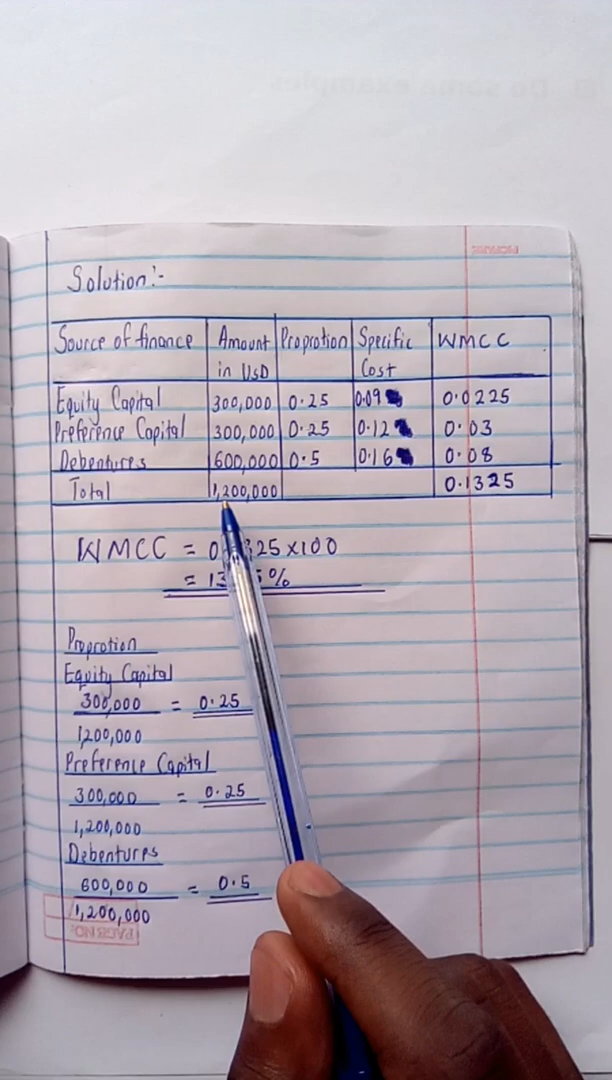 Solution:-
Source of finance Amount in USD Proprotion Specific Cost WMCC
Equity Capital 300,000 0.25 0.09 0.0225
Preference Capital 300,000 0.25 0.12 0.03
Debentures 600,000 0.5 0.16 0.08
Total 1,200,000 0.1325
WMCC = 25x100
= %
Proprotion
Equity Capital
300,000 = 0.25
1,200,000
Preference Capital
300,000 = 0.25
1,200,000
Debentures
600,000 = 0.5
1,200,000